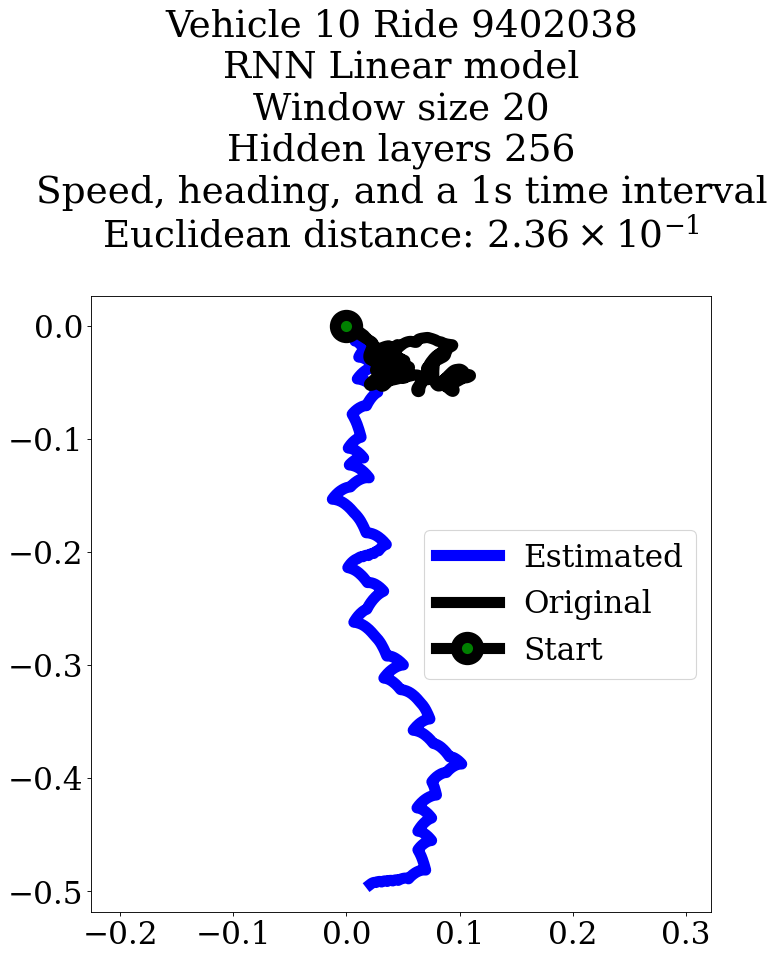 Vehicle 10 Ride 9402038
RNN Linear model
Window size 20
Hidden layers 256
Speed, heading, and a 1s time interval
Euclidean distance: 2.36 × 10⁻¹
0.0
−0.1
−0.2
−0.3
−0.4
−0.5
Estimated
Original
Start
−0.2 −0.1 0.0 0.1 0.2 0.3